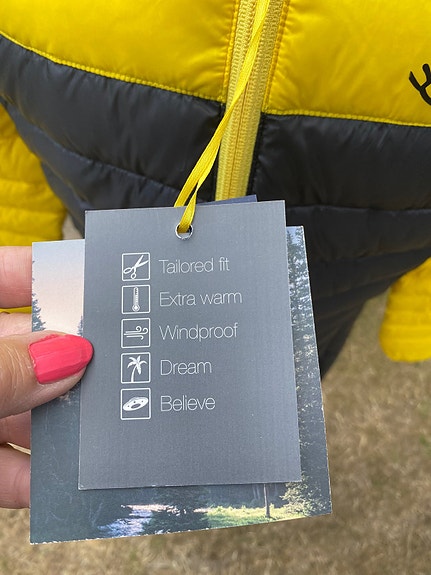 Tailored fit
Extra warm
Windproof
Dream
Believe